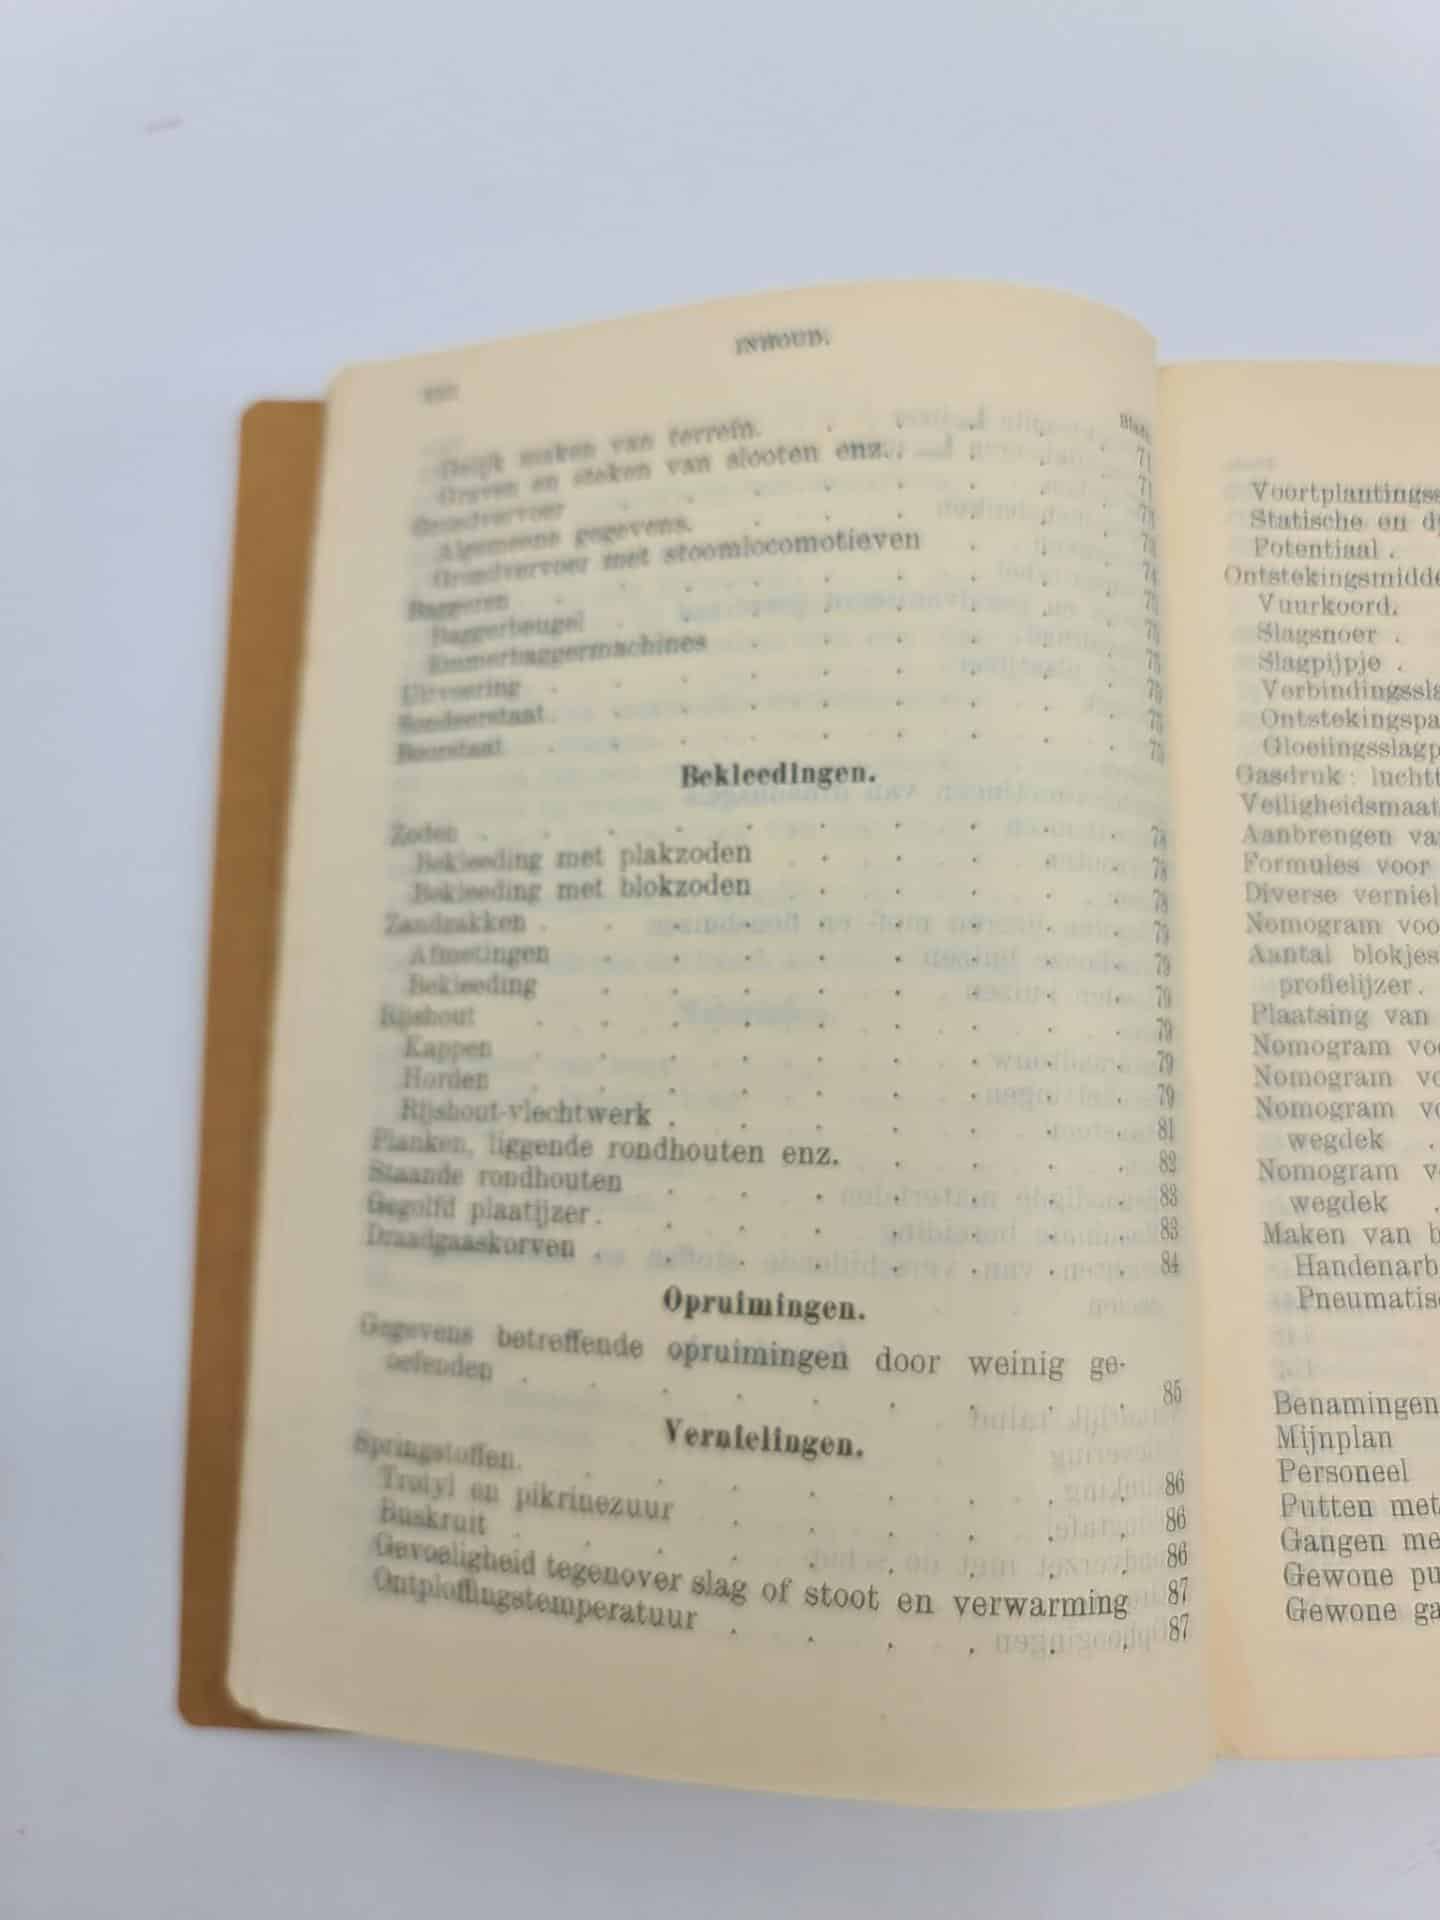 INHOUD.
Bladz.
Gelijk maken van terrein. 71
Graven en steken van slooten enz. 71
Grondvervoer
Algemeene gegevens.
Grondvervoer met stoomlocomotieven
Baggeren
Baggerbeugel
Emmerbaggermachines
Uitvoering
Sondeerstaat
Boorstaat
Bekleedingen.
Zoden 78
Bekleeding met plakzoden 78
Bekleeding met blokzoden 78
Zandzakken 79
Afmetingen 79
Bekleeding 79
Rijshout 79
Kappen 79
Horden 79
Rijshout-vlechtwerk 81
Planken, liggende rondhouten enz. 82
Staande rondhouten 83
Gegolfd plaatijzer 83
Draadgaaskorven 84
Opruimingen.
Gegevens betreffende opruimingen door weinig ge-
oefenden 85
Vernielingen.
Springstoffen. 86
Trotyl en pikrinezuur 86
Buskruit 86
Gevoeligheid tegenover slag of stoot en verwarming 87
Ontploffingstemperatuur 87
Voortplantings
Statische en
Potentiaal.
Ontstekingsmidde
Vuurkoord.
Slagsnoer.
Slagpijpje.
Verbindingssla
Ontstekingspa
Gloeiingsslagp
Gasdruk: lucht
Veiligheidsmaat
Aanbrengen va
Formules voor
Diverse verniel
Nomogram voo
Aantal blokjes
profielijzer.
Plaatsing van
Nomogram vo
Nomogram v
Nomogram v
wegdek
Nomogram v
wegdek
Maken van b
Handenarb
Pneumatis
Benamingen
Mijnplan
Personeel
Putten met
Gangen me
Gewone pu
Gewone ga